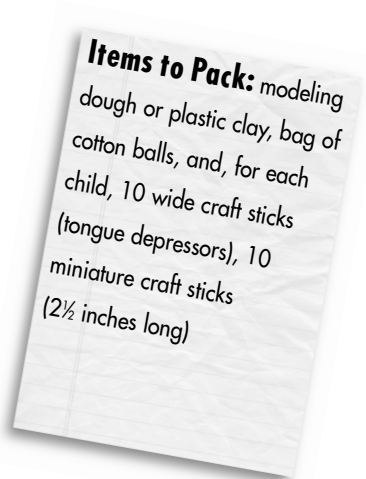 Items to Pack: modeling
dough or plastic clay, bag of
cotton balls, and, for each
child, 10 wide craft sticks
(tongue depressors), 10
miniature craft sticks
(2½ inches long)